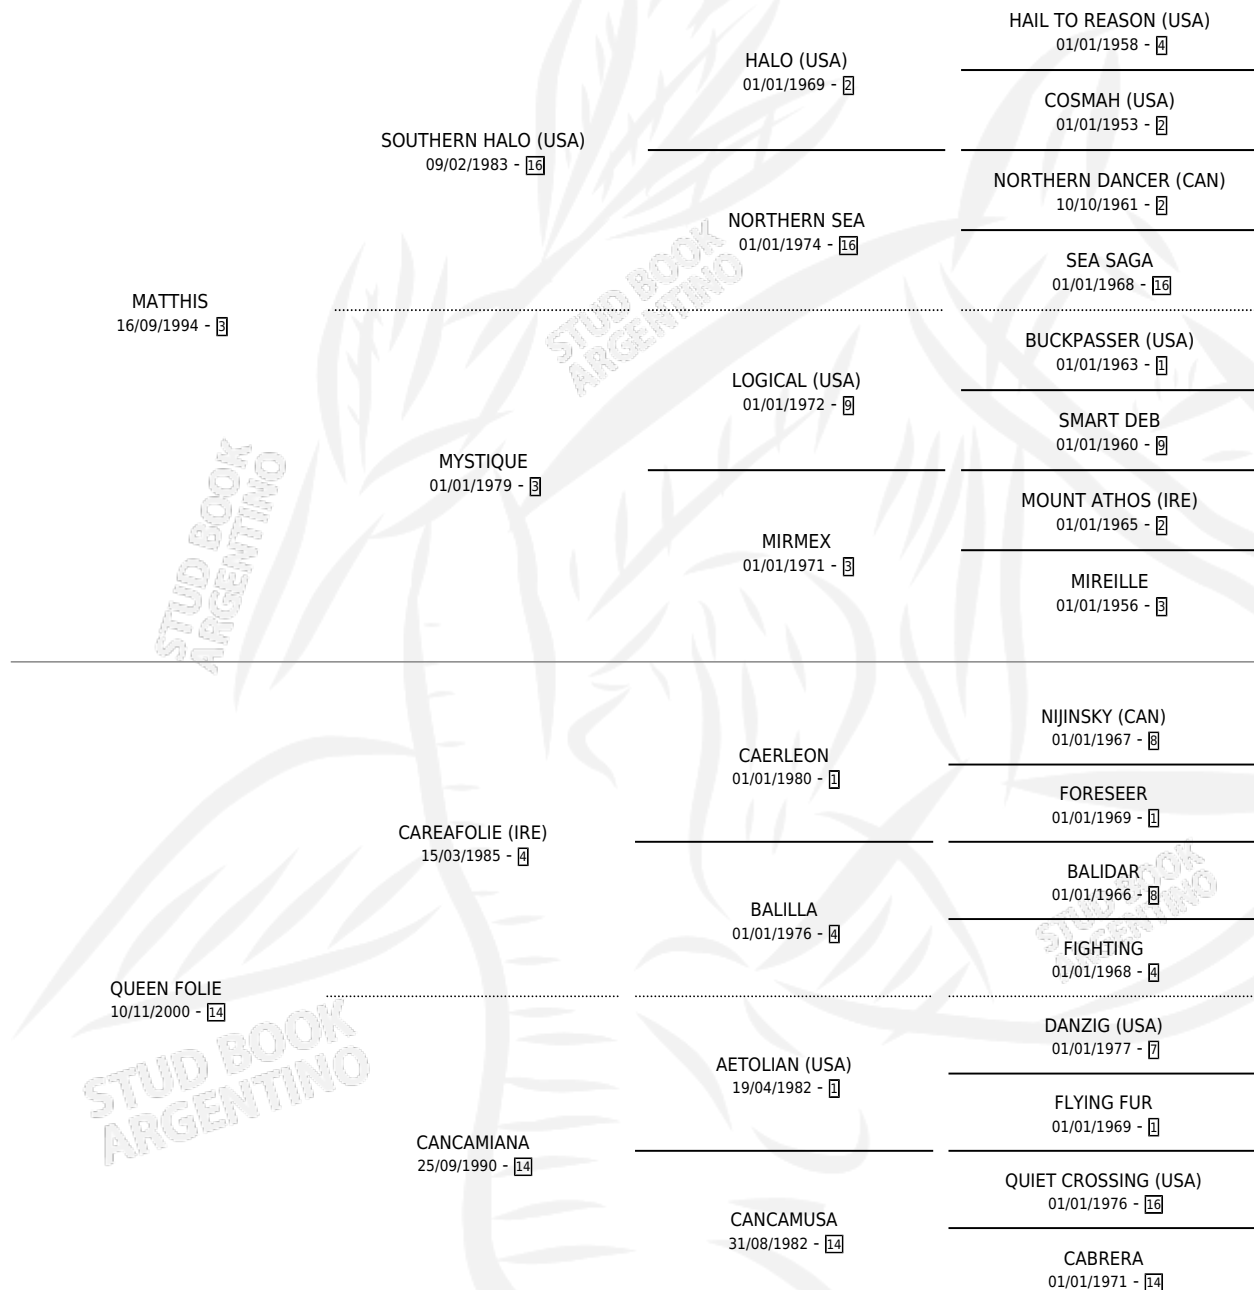 HAIL TO REASON (USA)
01/01/1958 - 4
HALO (USA)
01/01/1969 - 2
COSMAH (USA)
01/01/1953 - 2
SOUTHERN HALO (USA)
09/02/1983 - 16
NORTHERN DANCER (CAN)
10/10/1961 - 2
NORTHERN SEA
01/01/1974 - 16
SEA SAGA
01/01/1968 - 16
MATTHIS
16/09/1994 - 3
BUCKPASSER (USA)
01/01/1963 - 1
LOGICAL (USA)
01/01/1972 - 9
SMART DEB
01/01/1960 - 9
MYSTIQUE
01/01/1979 - 3
MOUNT ATHOS (IRE)
01/01/1965 - 2
MIRMEX
01/01/1971 - 3
MIREILLE
01/01/1956 - 3
NIJINSKY (CAN)
01/01/1967 - 8
CAERLEON
01/01/1980 - 1
FORESEER
01/01/1969 - 1
CAREAFOLIE (IRE)
15/03/1985 - 4
BALIDAR
01/01/1966 - 8
BALILLA
01/01/1976 - 4
FIGHTING
01/01/1968 - 4
QUEEN FOLIE
10/11/2000 - 14
DANZIG (USA)
01/01/1977 - 7
AETOLIAN (USA)
19/04/1982 - 1
FLYING FUR
01/01/1969 - 1
CANCAMIANA
25/09/1990 - 14
QUIET CROSSING (USA)
01/01/1976 - 16
CANCAMUSA
31/08/1982 - 14
CABRERA
01/01/1971 - 14
STUD BOOK
ARGENTINO
STUD BOOK
ARGENTINO
STUD BOOK
ARGENTINO
STUD BOOK
ARGENTINO